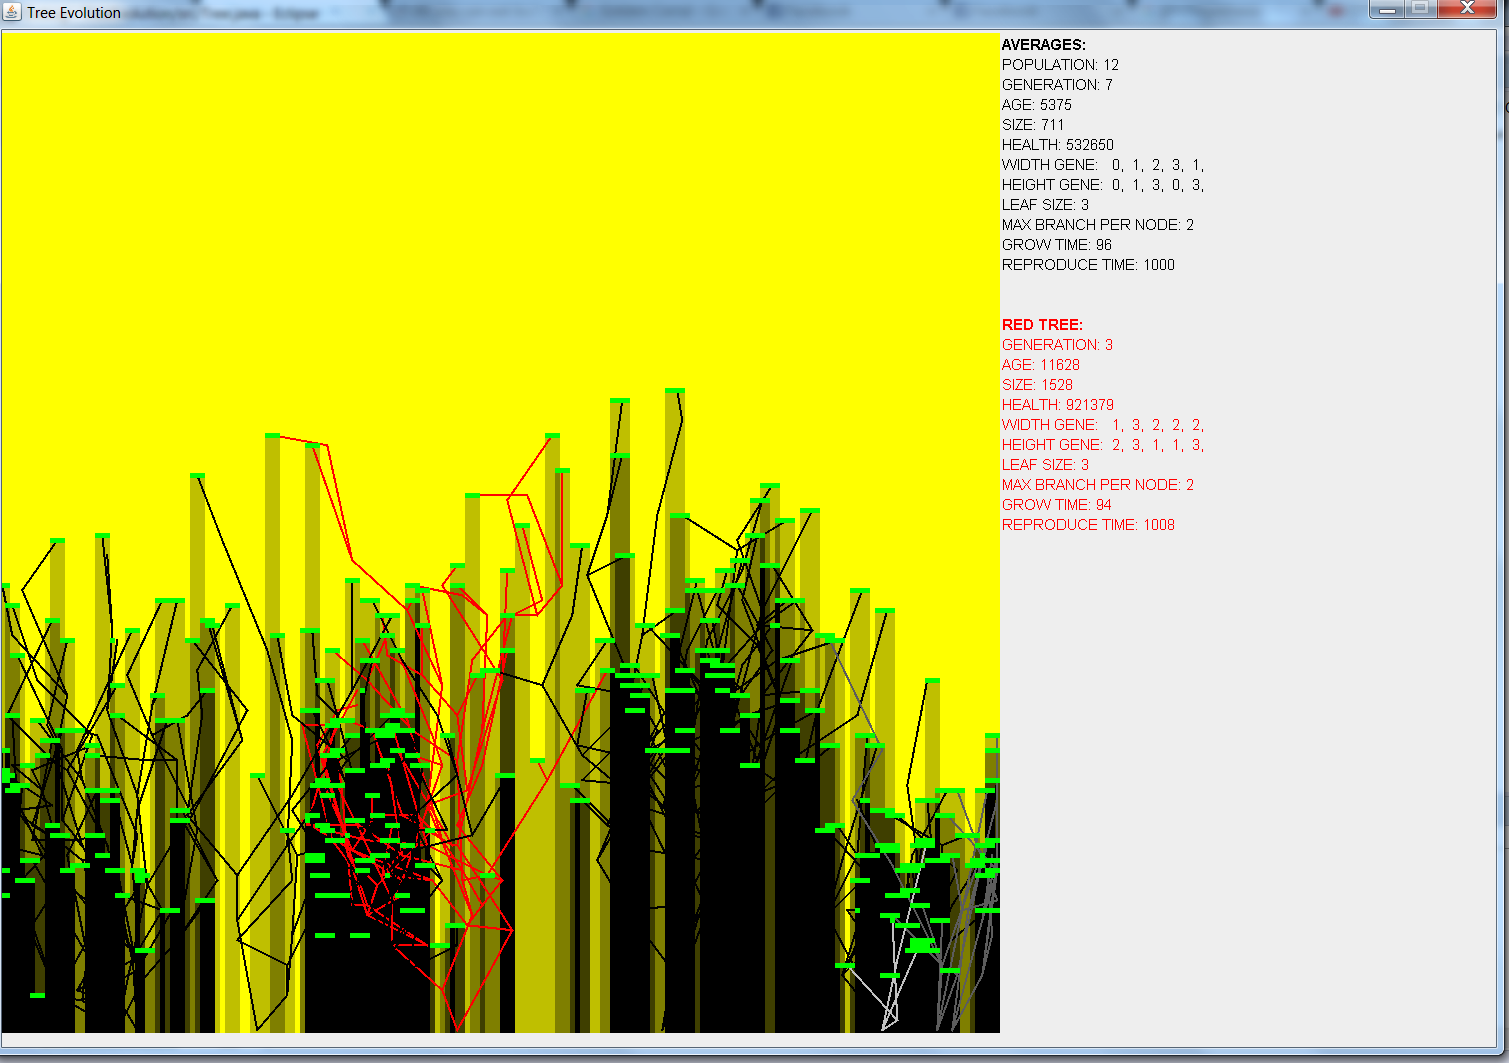 Tree Evolution
AVERAGES:
POPULATION: 12
GENERATION: 7
AGE: 5375
SIZE: 711
HEALTH: 532650
WIDTH GENE: 0, 1, 2, 3, 1,
HEIGHT GENE: 0, 1, 3, 0, 3,
LEAF SIZE: 3
MAX BRANCH PER NODE: 2
GROW TIME: 96
REPRODUCE TIME: 1000
RED TREE:
GENERATION: 3
AGE: 11628
SIZE: 1528
HEALTH: 921379
WIDTH GENE: 1, 3, 2, 2, 2,
HEIGHT GENE: 2, 3, 1, 1, 3,
LEAF SIZE: 3
MAX BRANCH PER NODE: 2
GROW TIME: 94
REPRODUCE TIME: 1008